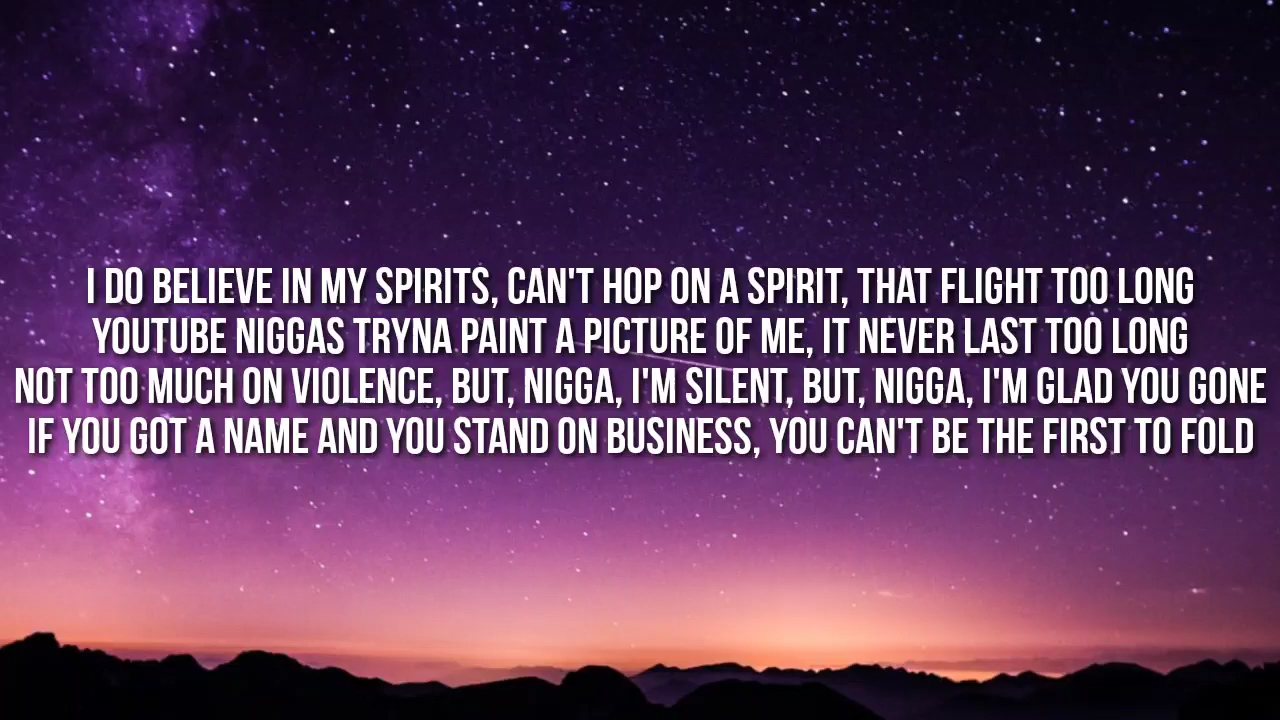 I DO BELIEVE IN MY SPIRITS, CAN'T HOP ON A SPIRIT, THAT FLIGHT TOO LONG
YOUTUBE NIGGAS TRYNA PAINT A PICTURE OF ME, IT NEVER LAST TOO LONG
NOT TOO MUCH ON VIOLENCE, BUT, NIGGA, I'M SILENT, BUT, NIGGA, I'M GLAD YOU GONE
IF YOU GOT A NAME AND YOU STAND ON BUSINESS, YOU CAN'T BE THE FIRST TO FOLD